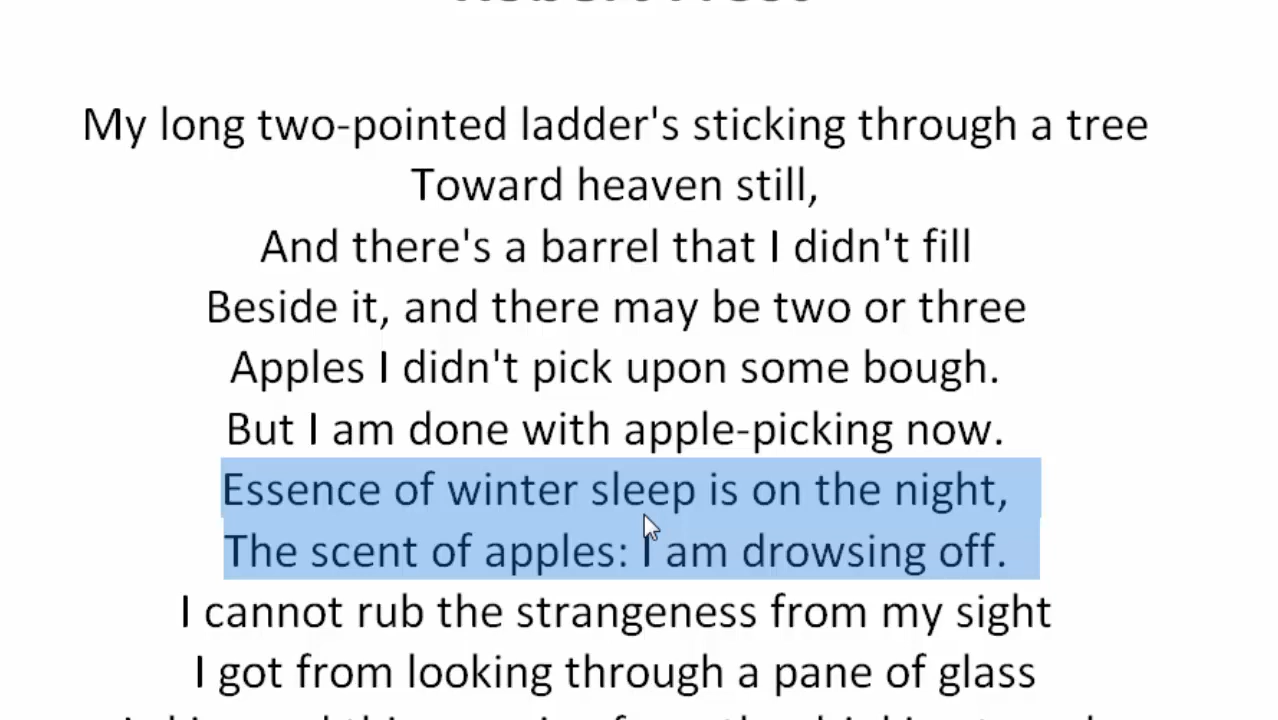 Robert Frost
My long two-pointed ladder's sticking through a tree
Toward heaven still,
And there's a barrel that I didn't fill
Beside it, and there may be two or three
Apples I didn't pick upon some bough.
But I am done with apple-picking now.
Essence of winter sleep is on the night,
The scent of apples: I am drowsing off.
I cannot rub the strangeness from my sight
I got from looking through a pane of glass